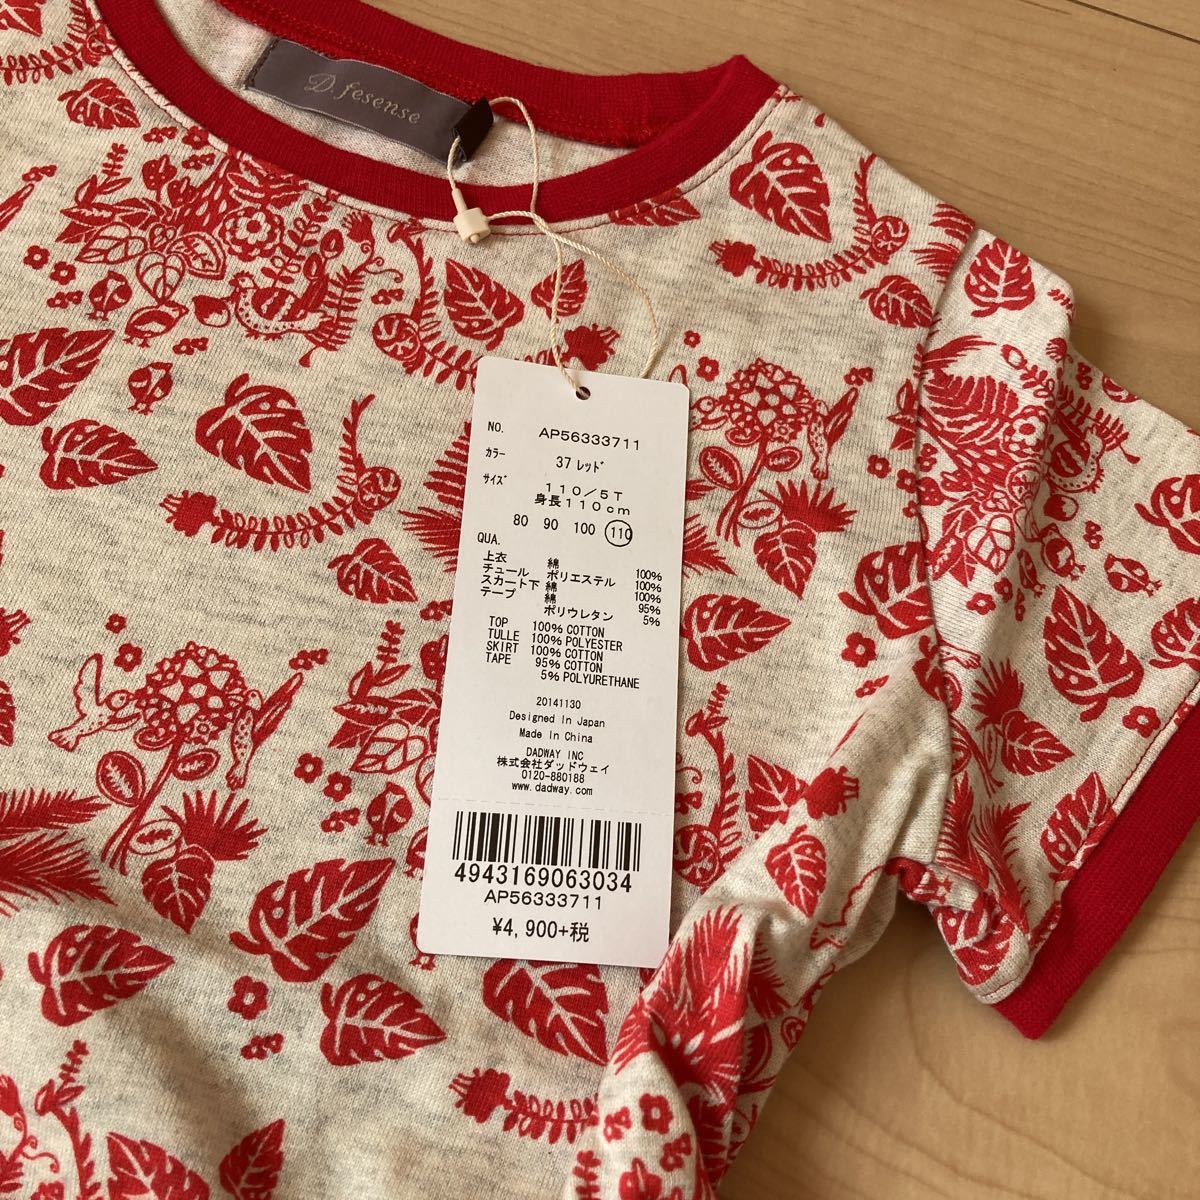 D.fesense
NO. AP56333711
カラー 37 レッド
サイズ 110/5T
身長110cm
80 90 100 110
QUA.
上衣 綿 100%
チュール ポリエステル 100%
スカート下 綿 100%
テープ 綿 95%
ポリウレタン 5%
TOP 100% COTTON
TULLE 100% POLYESTER
SKIRT 100% COTTON
TAPE 95% COTTON
5% POLYURETHANE
20141130
Designed In Japan
Made In China
DADWAY INC
株式会社ダッドウェイ
0120-880188
www.dadway.com
4943169063034
AP56333711
¥4,900+税